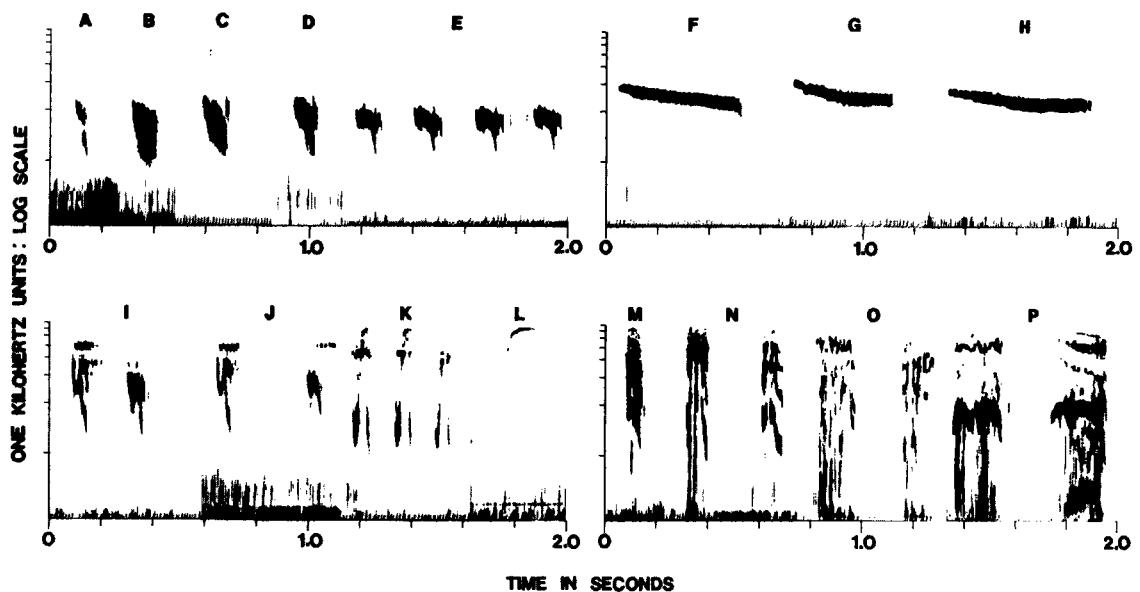 A B C D E
F G H
0 1.0 2.0
0 1.0 2.0
ONE KILOHERTZ UNITS: LOG SCALE
I J K L
M N O P
0 1.0 2.0
0 1.0 2.0
TIME IN SECONDS